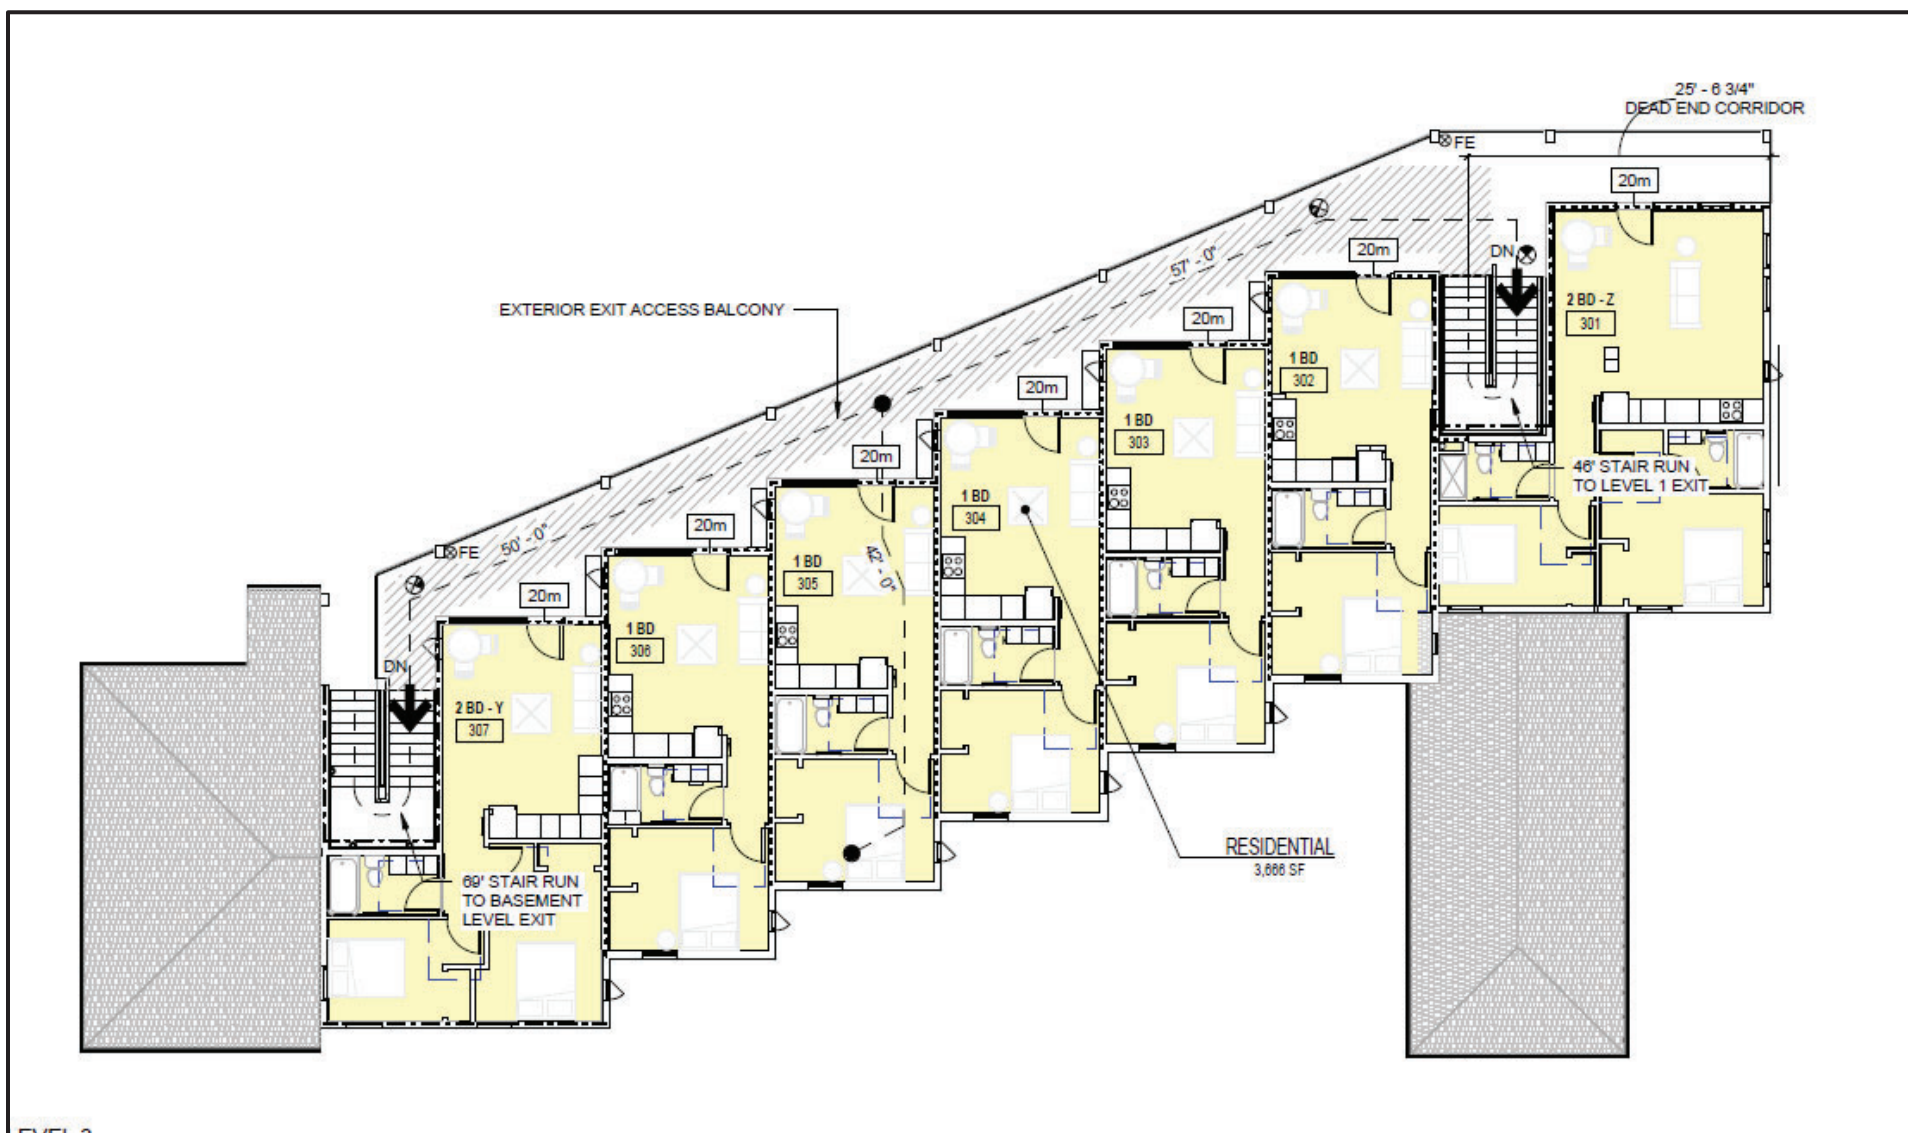 25' - 6 3/4"
DEAD END CORRIDOR
FE
20m
DN
57' - 0"
20m
2 BD - Z
301
EXTERIOR EXIT ACCESS BALCONY
20m
1 BD
302
20m
1 BD
303
20m
46' STAIR RUN
TO LEVEL 1 EXIT
1 BD
304
20m
FE
50' - 0"
42' - 0"
1 BD
305
20m
1 BD
306
DN
2 BD - Y
307
RESIDENTIAL
3,666 SF
69' STAIR RUN
TO BASEMENT
LEVEL EXIT